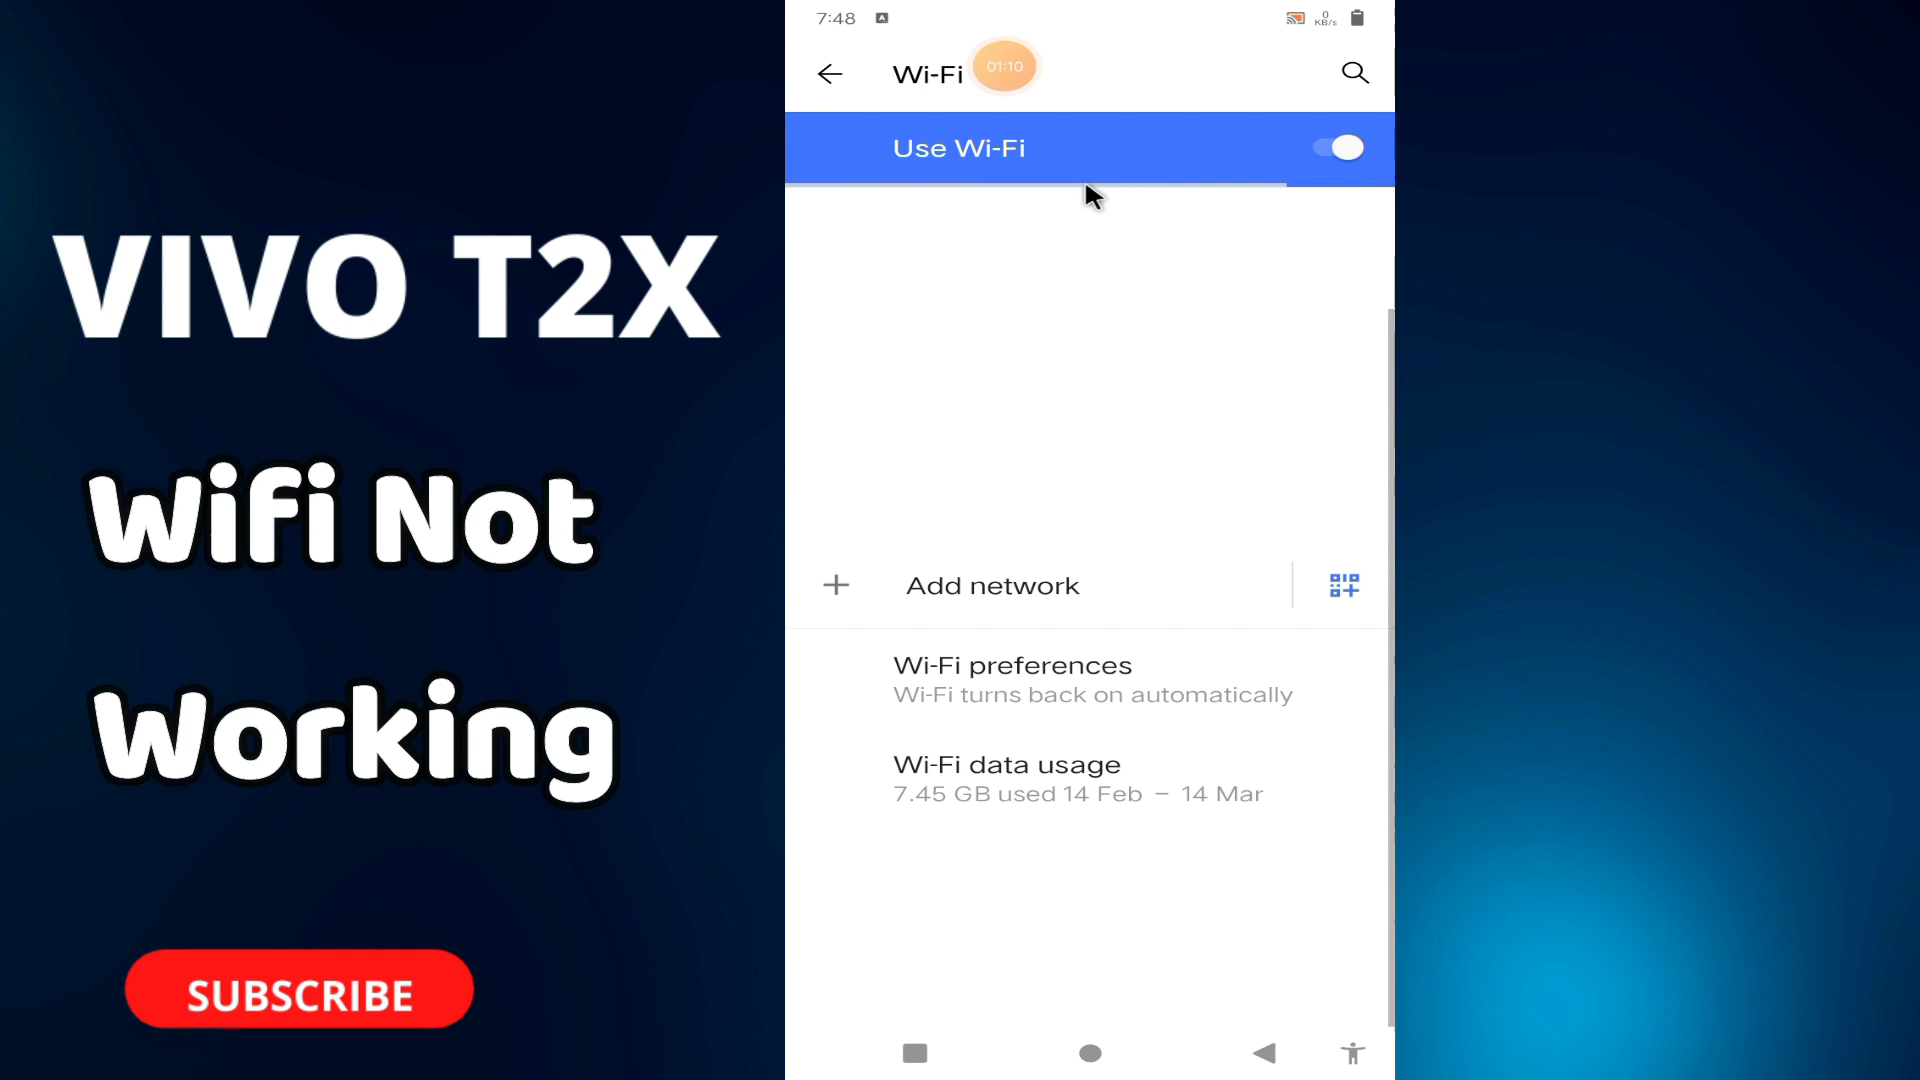 VIVO T2X
Wifi Not
Working
SUBSCRIBE
7:48
A
0
KB/s
Wi-Fi
01:10
Use Wi-Fi
Add network
Wi-Fi preferences
Wi-Fi turns back on automatically
Wi-Fi data usage
7.45 GB used 14 Feb – 14 Mar